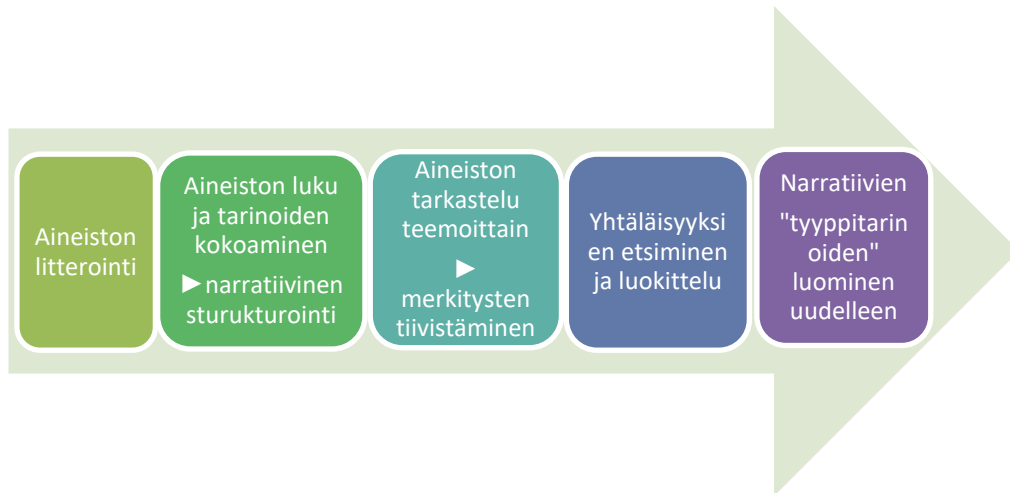 Aineiston
litterointi
Aineiston luku
ja tarinoiden
kokoaminen
►narratiivinen
sturukturointi
Aineiston
tarkastelu
teemoittain
►
merkitysten
tiivistäminen
Yhtäläisyyksi
en etsiminen
ja luokittelu
Narratiivien
"tyyppitarin
oiden"
luominen
uudelleen